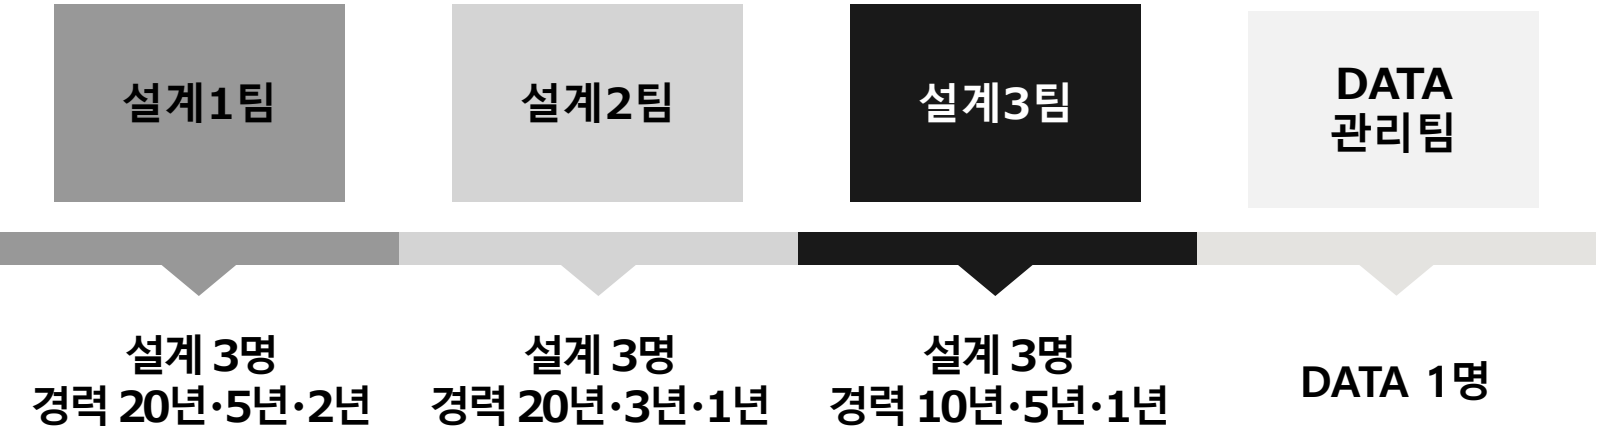 설계1팀
설계2팀
설계3팀
DATA
관리팀
설계 3명
경력 20년·5년·2년
설계 3명
경력 20년·3년·1년
설계 3명
경력 10년·5년·1년
DATA 1명